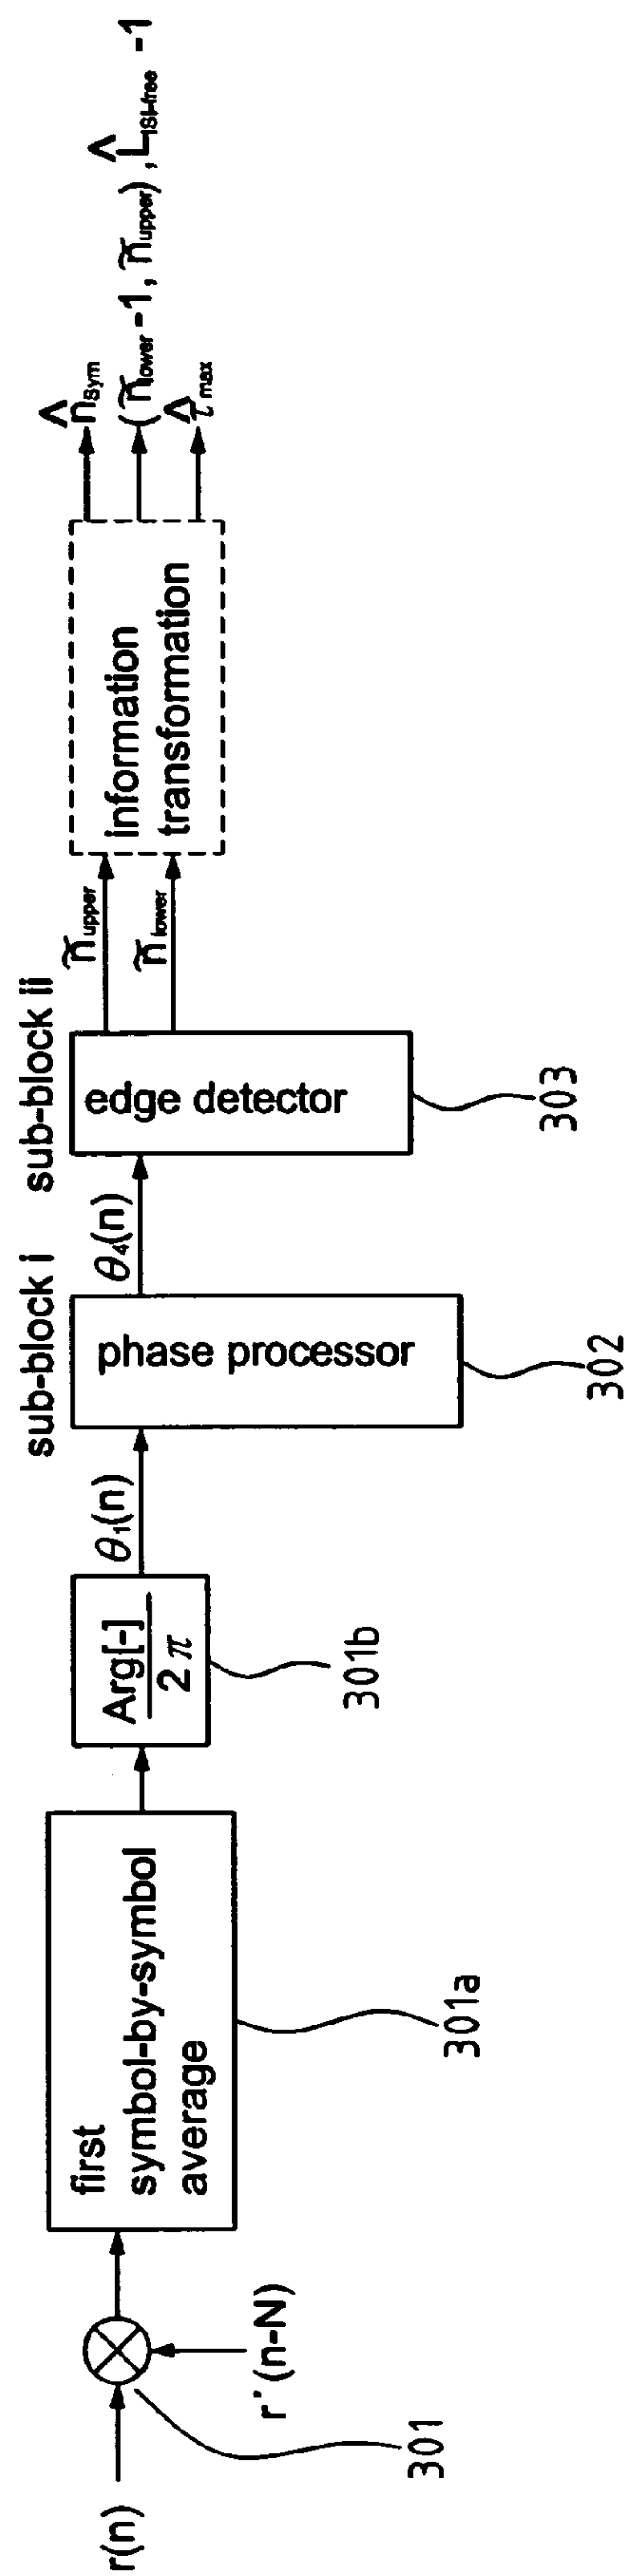 r(n)
r*(n-N)
301
first
symbol-by-symbol
average
301a
Arg[-]
2π
301b
θ₁(n)
sub-block i
phase processor
302
θ₄(n)
sub-block ii
edge detector
303
ñupper
ñlower
information
transformation
n̂Sym
(ñlower-1, ñupper), L̂ISI-free -1
τ̂max